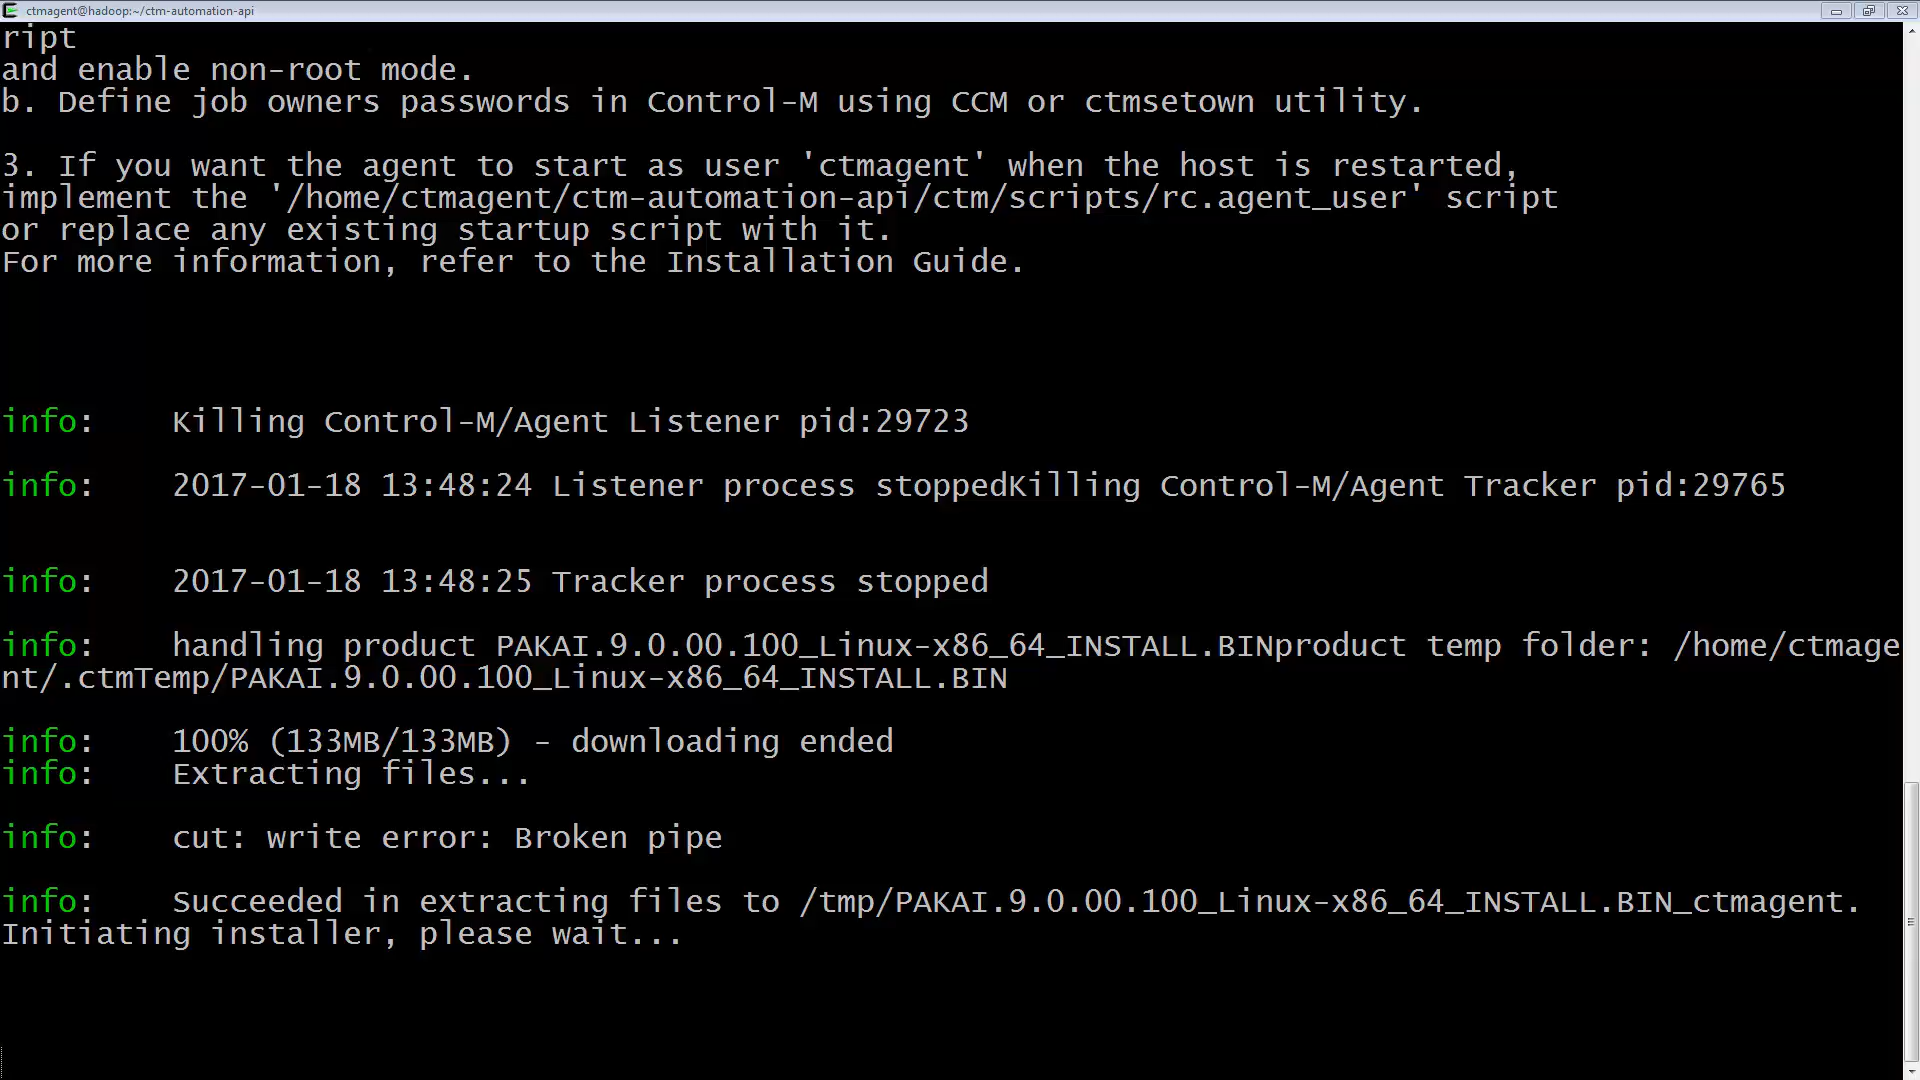 ctmagent@hadoop:~/ctm-automation-api
ript
and enable non-root mode.
b. Define job owners passwords in Control-M using CCM or ctmsetown utility.
3. If you want the agent to start as user 'ctmagent' when the host is restarted,
implement the '/home/ctmagent/ctm-automation-api/ctm/scripts/rc.agent_user' script
or replace any existing startup script with it.
For more information, refer to the Installation Guide.
info:    Killing Control-M/Agent Listener pid:29723
info:    2017-01-18 13:48:24 Listener process stoppedKilling Control-M/Agent Tracker pid:29765
info:    2017-01-18 13:48:25 Tracker process stopped
info:    handling product PAKAI.9.0.00.100_Linux-x86_64_INSTALL.BINproduct temp folder: /home/ctmage
nt/.ctmTemp/PAKAI.9.0.00.100_Linux-x86_64_INSTALL.BIN
info:    100% (133MB/133MB) - downloading ended
info:    Extracting files...
info:    cut: write error: Broken pipe
info:    Succeeded in extracting files to /tmp/PAKAI.9.0.00.100_Linux-x86_64_INSTALL.BIN_ctmagent.
Initiating installer, please wait...